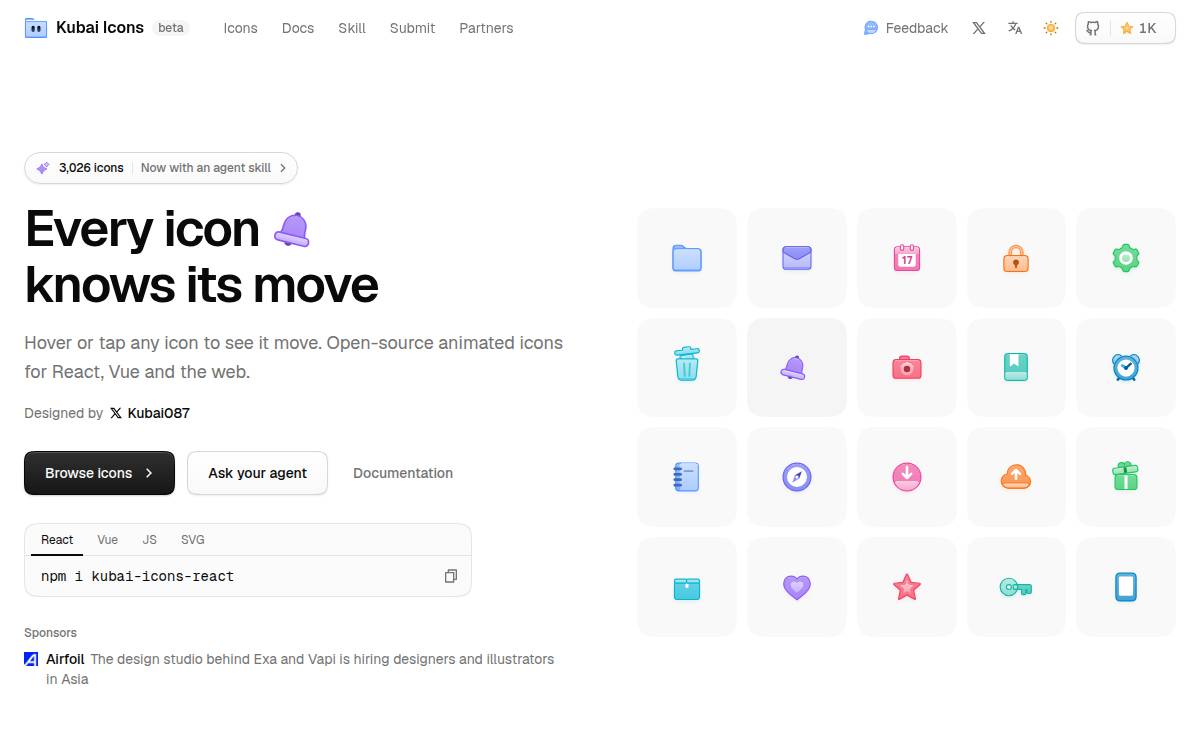 Kubai Icons beta Icons Docs Skill Submit Partners Feedback 1K
3,026 icons Now with an agent skill
Every icon
knows its move
Hover or tap any icon to see it move. Open-source animated icons
for React, Vue and the web.
Designed by Kubai087
Browse icons Ask your agent Documentation
React Vue JS SVG
npm i kubai-icons-react
Sponsors
Airfoil The design studio behind Exa and Vapi is hiring designers and illustrators
in Asia
17